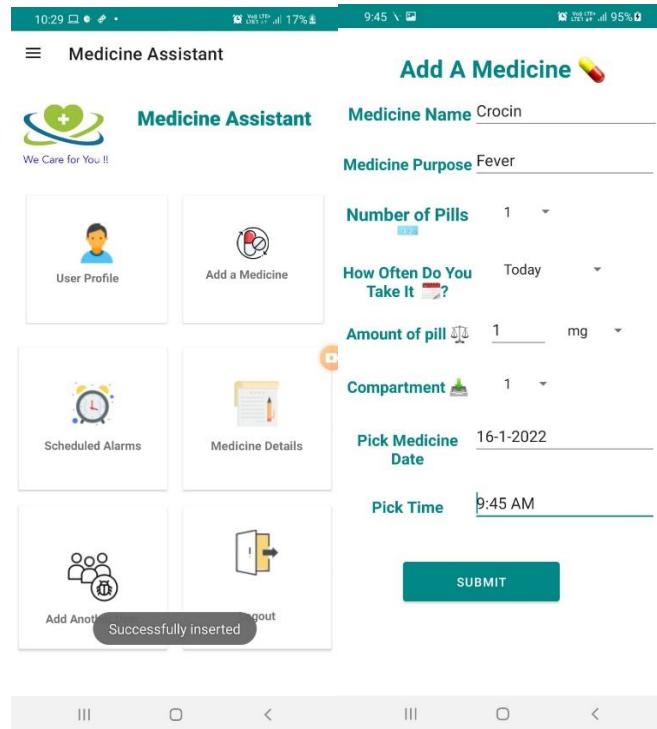 10:29
17%
Medicine Assistant
Medicine Assistant
We Care for You !!
User Profile
Add a Medicine
Scheduled Alarms
Medicine Details
Add Anot
ogout
Successfully inserted
9:45
95%
Add A Medicine
Medicine Name Crocin
Medicine Purpose Fever
Number of Pills 1
How Often Do You Today
Take It ?
Amount of pill 1 mg
Compartment 1
Pick Medicine 16-1-2022
Date
Pick Time 9:45 AM
SUBMIT